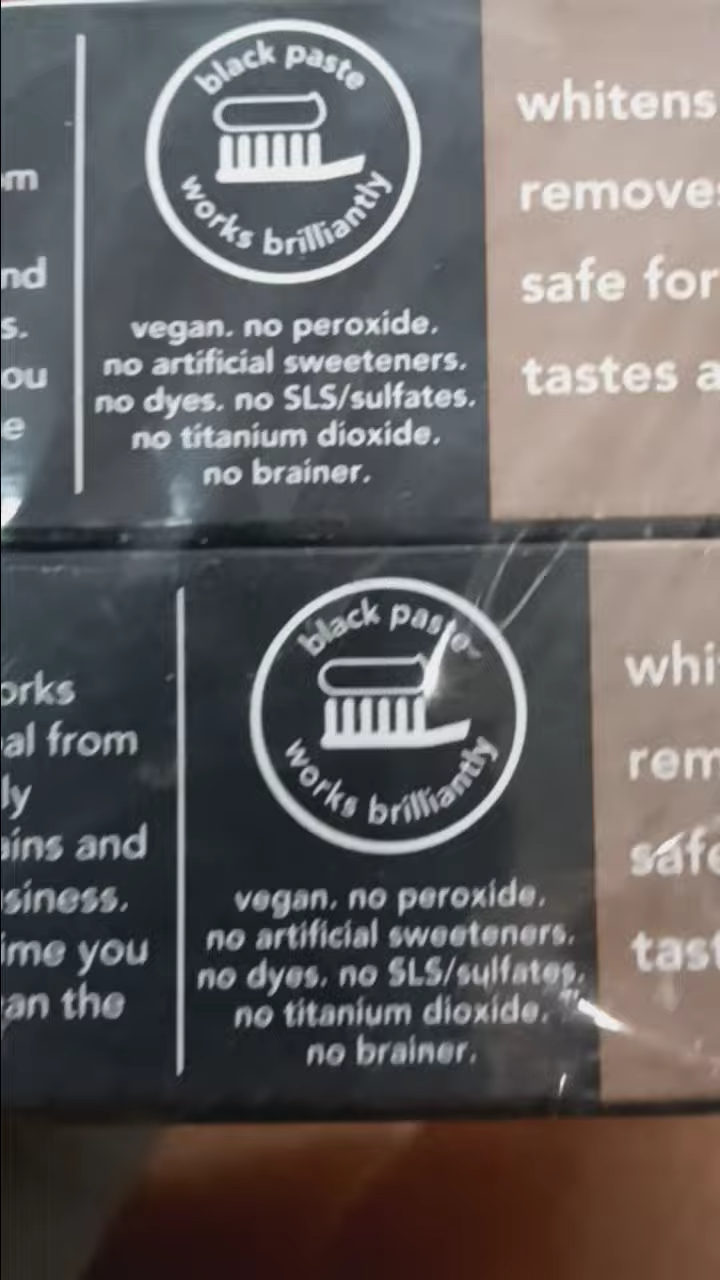 om
nd
s.
ou
e
black paste
works brilliantly
vegan. no peroxide.
no artificial sweeteners.
no dyes. no SLS/sulfates.
no titanium dioxide.
no brainer.
whitens
removes
safe for
tastes a
orks
al from
ly
ains and
siness.
ime you
an the
black paste
works brilliantly
vegan. no peroxide.
no artificial sweeteners.
no dyes. no SLS/sulfates.
no titanium dioxide.
no brainer.
whi
rem
safe
tast